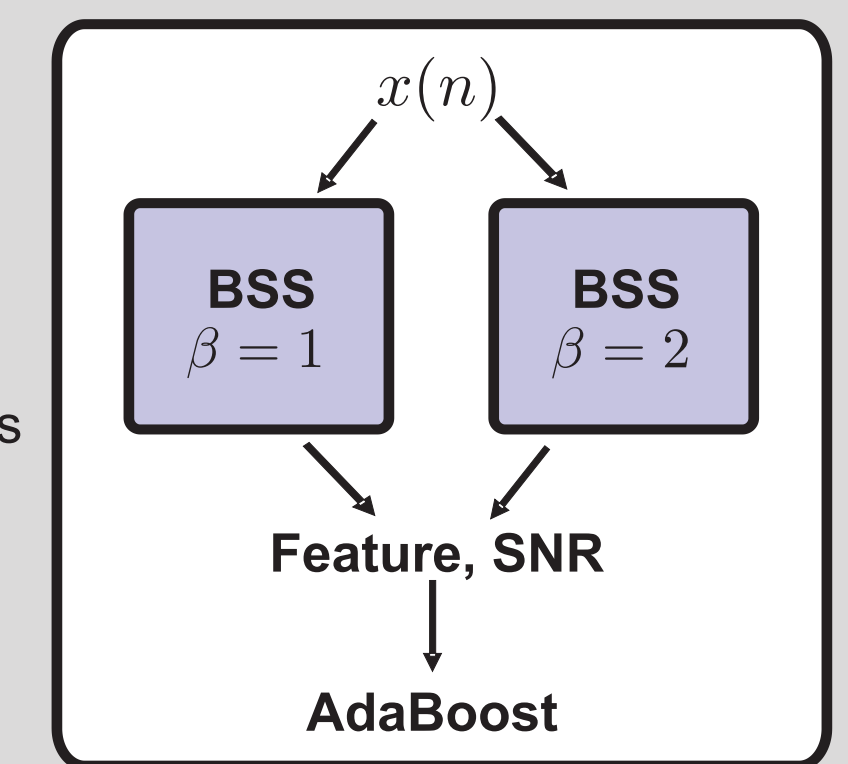 x(n)
BSS
β = 1
BSS
β = 2
s
Feature, SNR
AdaBoost